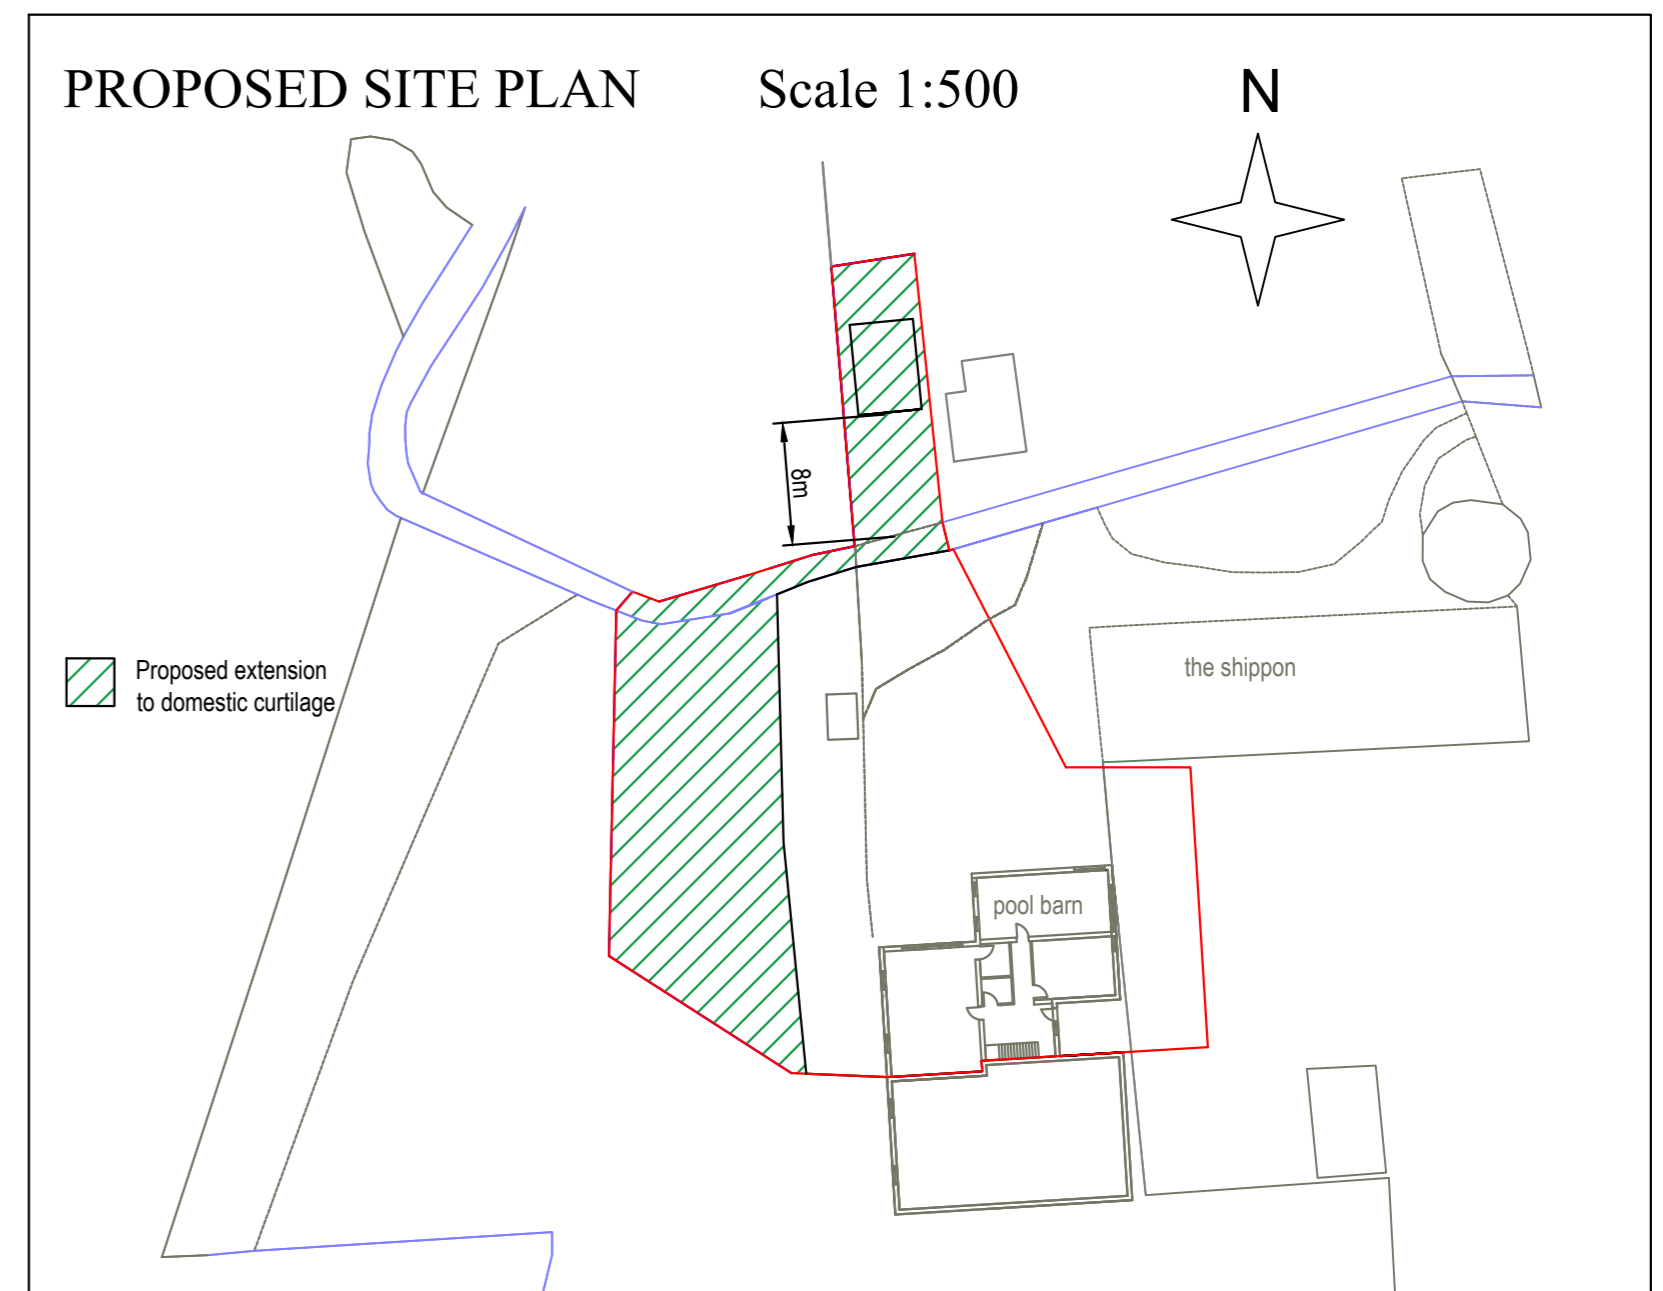 PROPOSED SITE PLAN Scale 1:500 N
8m
Proposed extension
to domestic curtilage
the shippon
pool barn